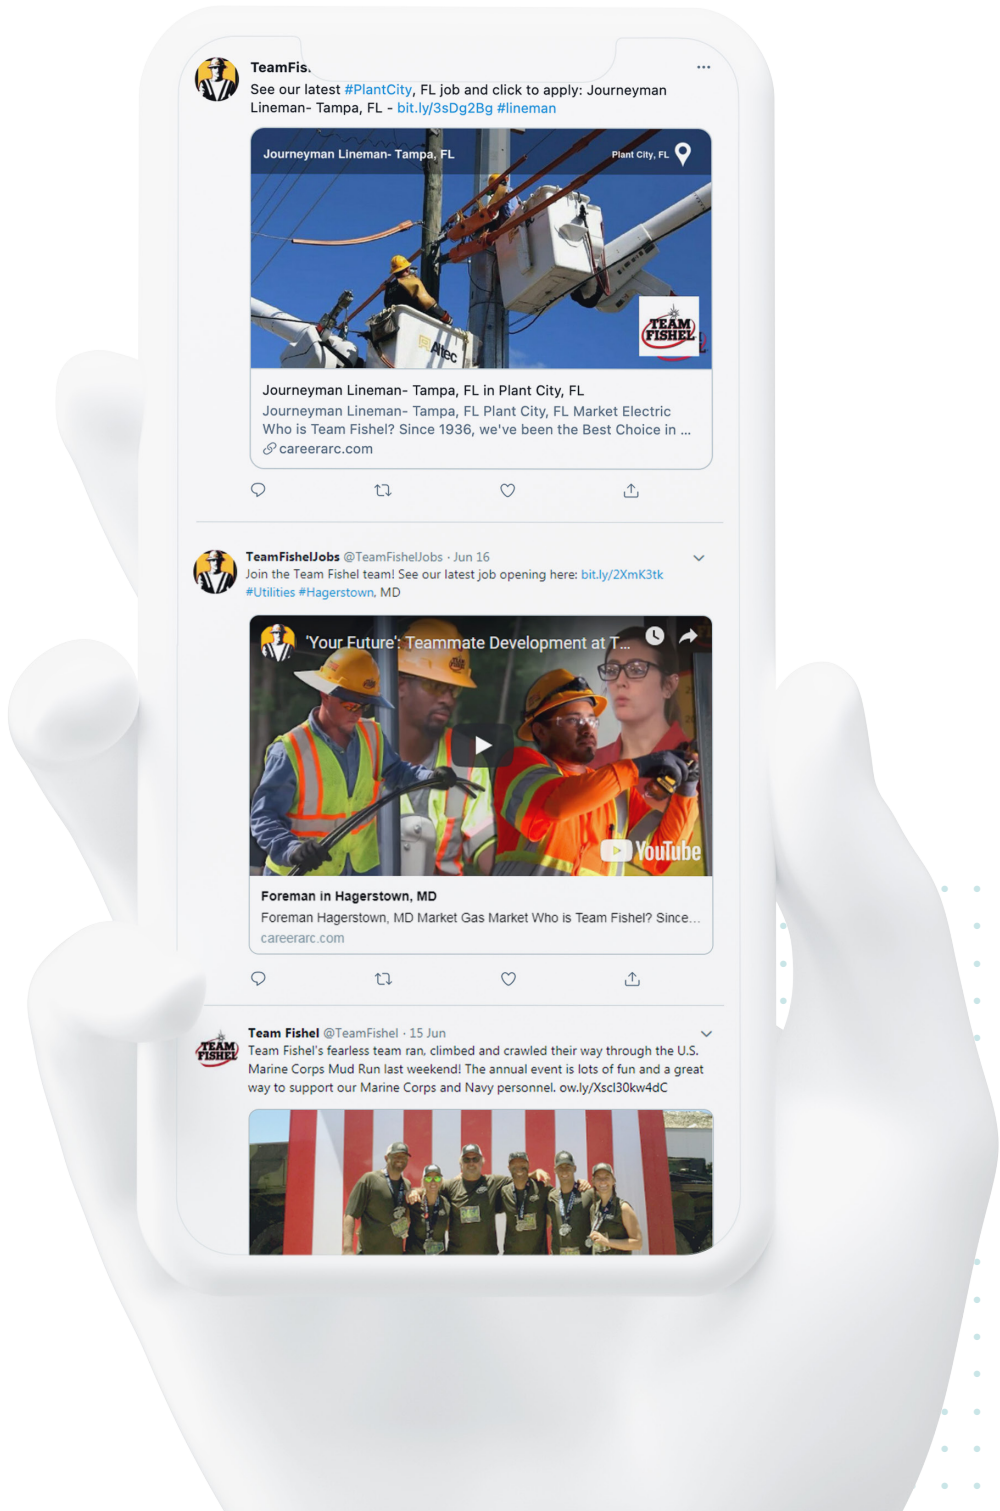 TeamFis
See our latest #PlantCity, FL job and click to apply: Journeyman
Lineman- Tampa, FL - bit.ly/3sDg2Bg #lineman
Journeyman Lineman- Tampa, FL
Plant City, FL
Altec
TEAM
FISHEL
Journeyman Lineman- Tampa, FL in Plant City, FL
Journeyman Lineman- Tampa, FL Plant City, FL Market Electric
Who is Team Fishel? Since 1936, we've been the Best Choice in ...
careerarc.com
TeamFishelJobs @TeamFishelJobs · Jun 16
Join the Team Fishel team! See our latest job opening here: bit.ly/2XmK3tk
#Utilities #Hagerstown, MD
'Your Future': Teammate Development at T...
YouTube
Foreman in Hagerstown, MD
Foreman Hagerstown, MD Market Gas Market Who is Team Fishel? Since...
careerarc.com
TEAM
FISHEL
Team Fishel @TeamFishel · 15 Jun
Team Fishel's fearless team ran, climbed and crawled their way through the U.S.
Marine Corps Mud Run last weekend! The annual event is lots of fun and a great
way to support our Marine Corps and Navy personnel. ow.ly/Xscl30kw4dC